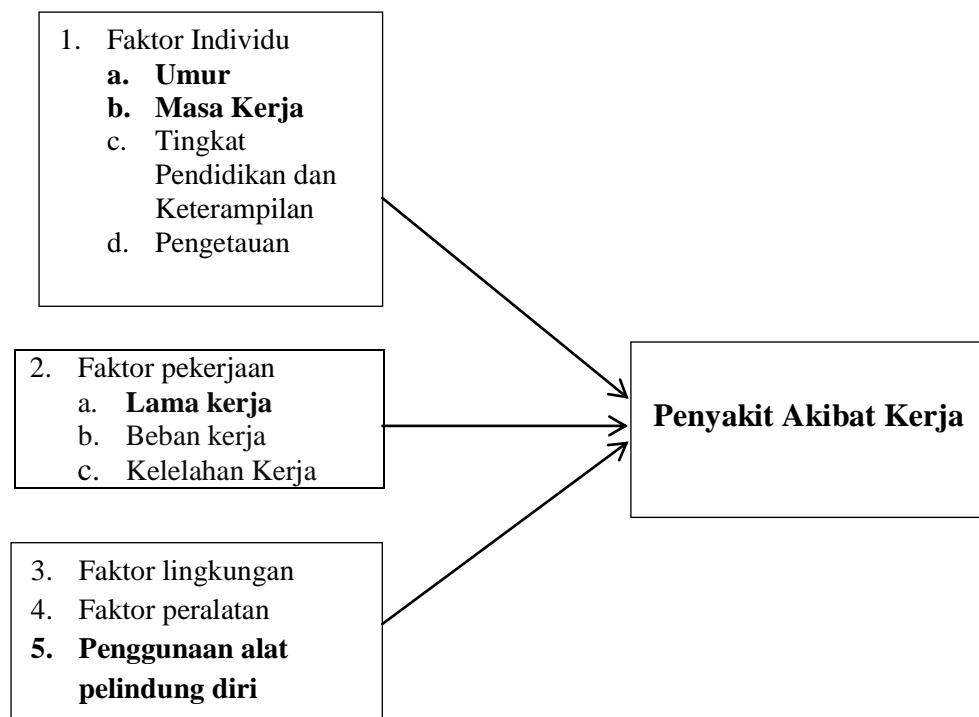 1. Faktor Individu
a. Umur
b. Masa Kerja
c. Tingkat
Pendidikan dan
Keterampilan
d. Pengetauan
2. Faktor pekerjaan
a. Lama kerja
b. Beban kerja
c. Kelelahan Kerja
3. Faktor lingkungan
4. Faktor peralatan
5. Penggunaan alat
pelindung diri
Penyakit Akibat Kerja